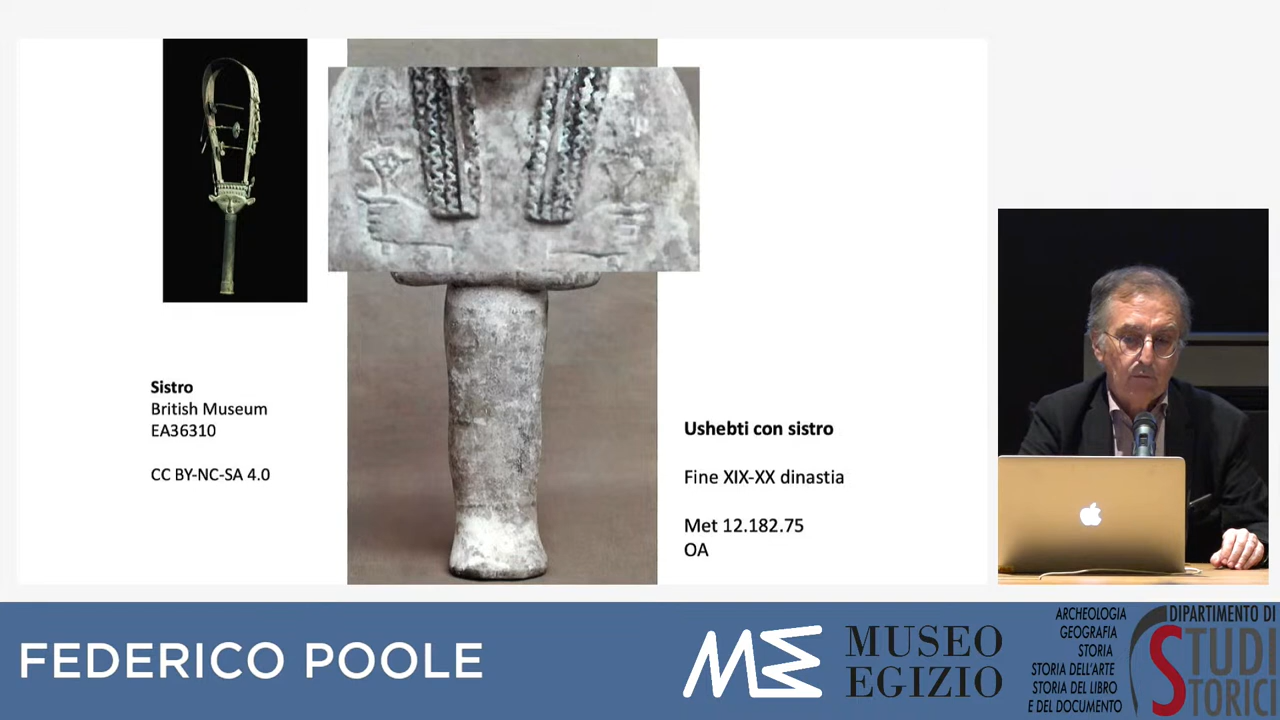 Sistro
British Museum
EA36310
CC BY-NC-SA 4.0
Ushebti con sistro
Fine XIX-XX dinastia
Met 12.182.75
OA
FEDERICO POOLE
ME
MUSEO
EGIZIO
ARCHEOLOGIA
GEOGRAFIA
STORIA
STORIA DELL'ARTE
STORIA DEL LIBRO
E DEL DOCUMENTO
DIPARTIMENTO DI
STUDI
STORICI